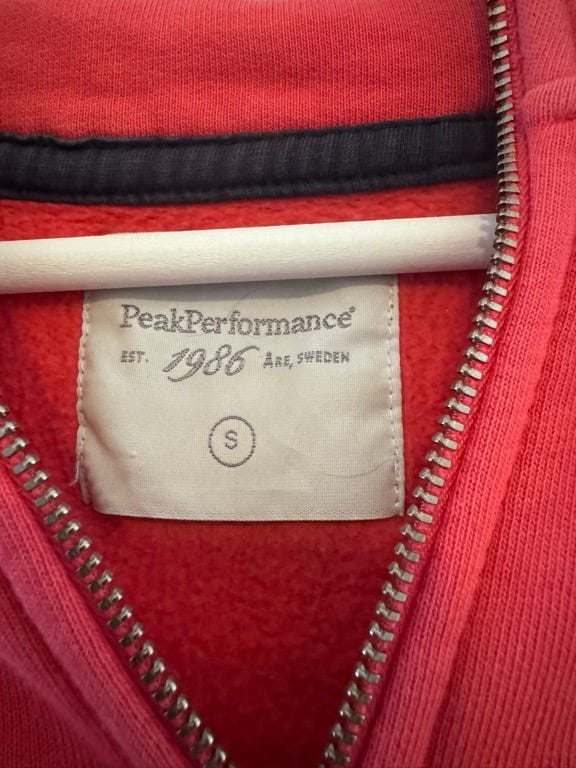 PeakPerformance®
EST. 1986 ÅRE, SWEDEN
S